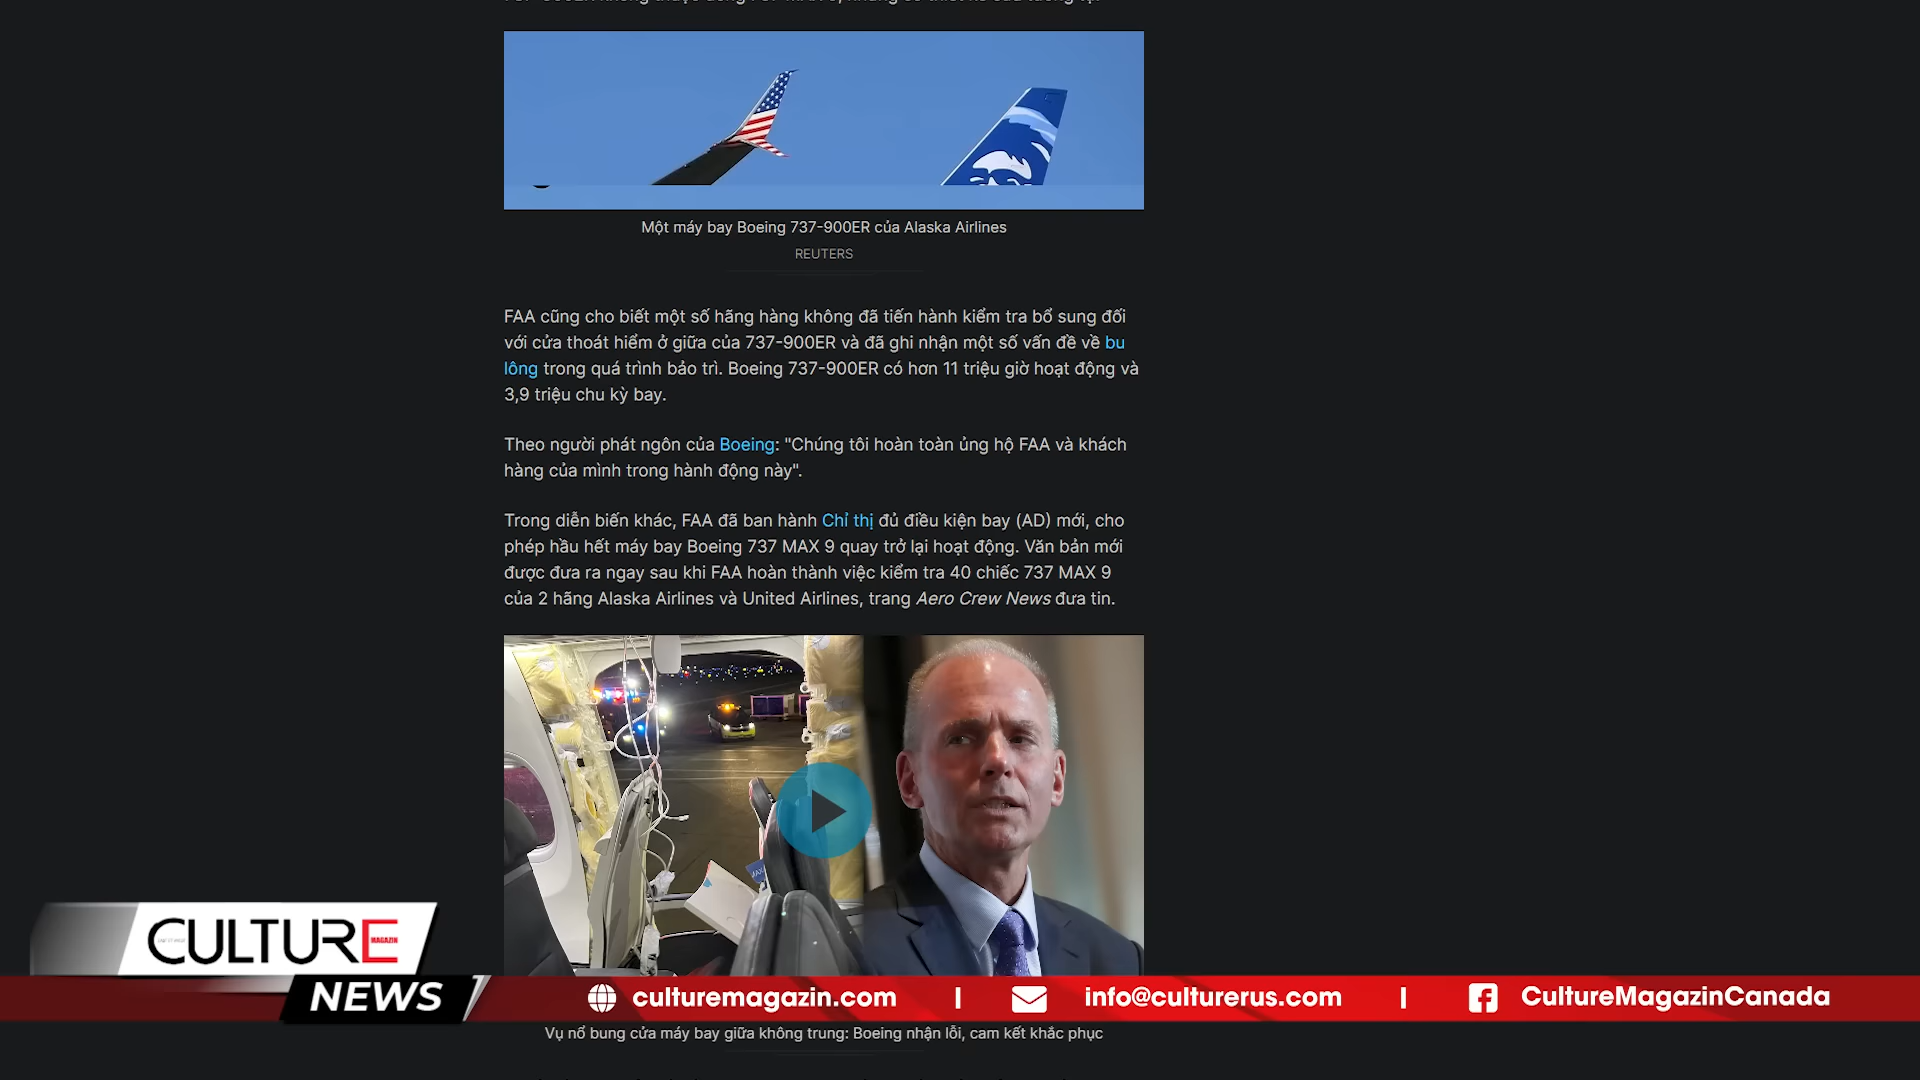 Một máy bay Boeing 737-900ER của Alaska Airlines
REUTERS
FAA cũng cho biết một số hãng hàng không đã tiến hành kiểm tra bổ sung đối
với cửa thoát hiểm ở giữa của 737-900ER và đã ghi nhận một số vấn đề về bu
lông trong quá trình bảo trì. Boeing 737-900ER có hơn 11 triệu giờ hoạt động và
3,9 triệu chu kỳ bay.
Theo người phát ngôn của Boeing: "Chúng tôi hoàn toàn ủng hộ FAA và khách
hàng của mình trong hành động này".
Trong diễn biến khác, FAA đã ban hành Chỉ thị đủ điều kiện bay (AD) mới, cho
phép hầu hết máy bay Boeing 737 MAX 9 quay trở lại hoạt động. Văn bản mới
được đưa ra ngay sau khi FAA hoàn thành việc kiểm tra 40 chiếc 737 MAX 9
của 2 hãng Alaska Airlines và United Airlines, trang Aero Crew News đưa tin.
CULTURE
MAGAZIN
NEWS
culturemagazin.com | info@culturerus.com | CultureMagazinCanada
Vụ nổ bung cửa máy bay giữa không trung: Boeing nhận lỗi, cam kết khắc phục